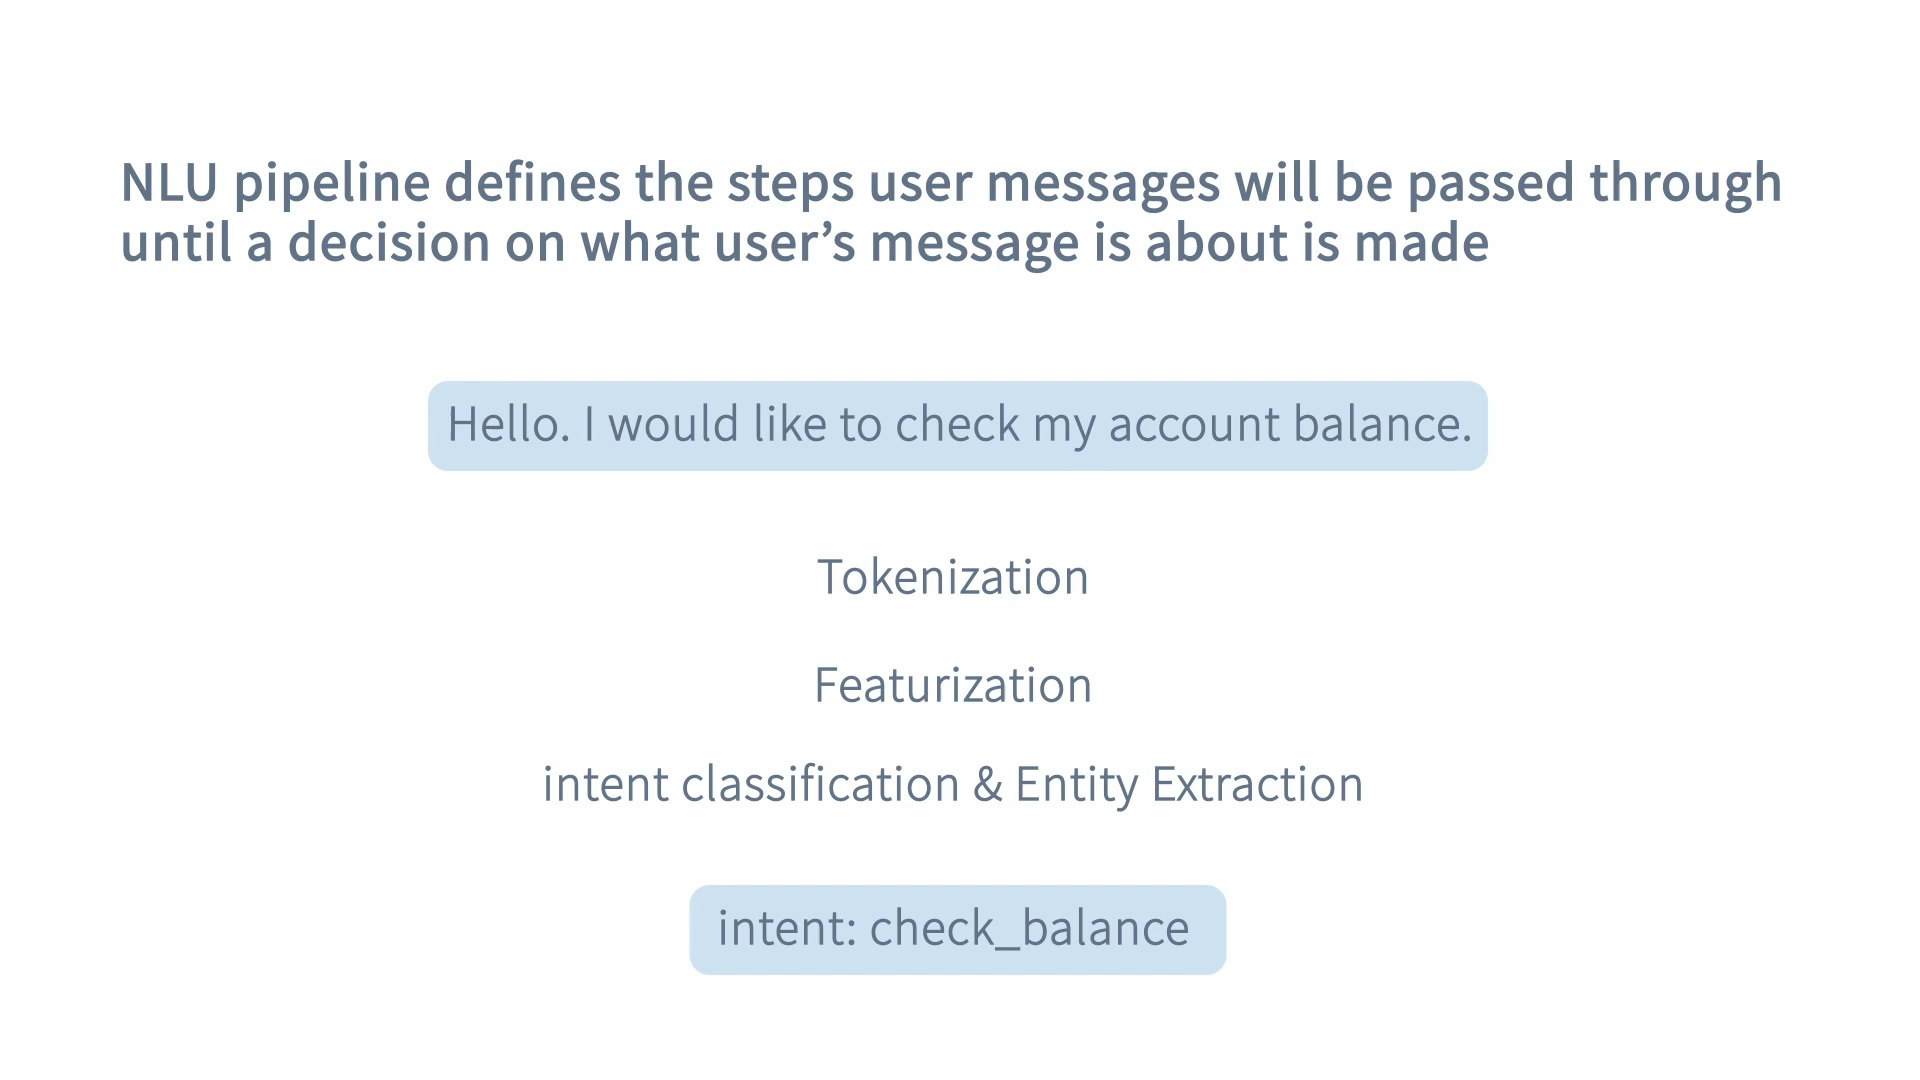 NLU pipeline defines the steps user messages will be passed through
until a decision on what user’s message is about is made
Hello. I would like to check my account balance.
Tokenization
Featurization
intent classification & Entity Extraction
intent: check_balance